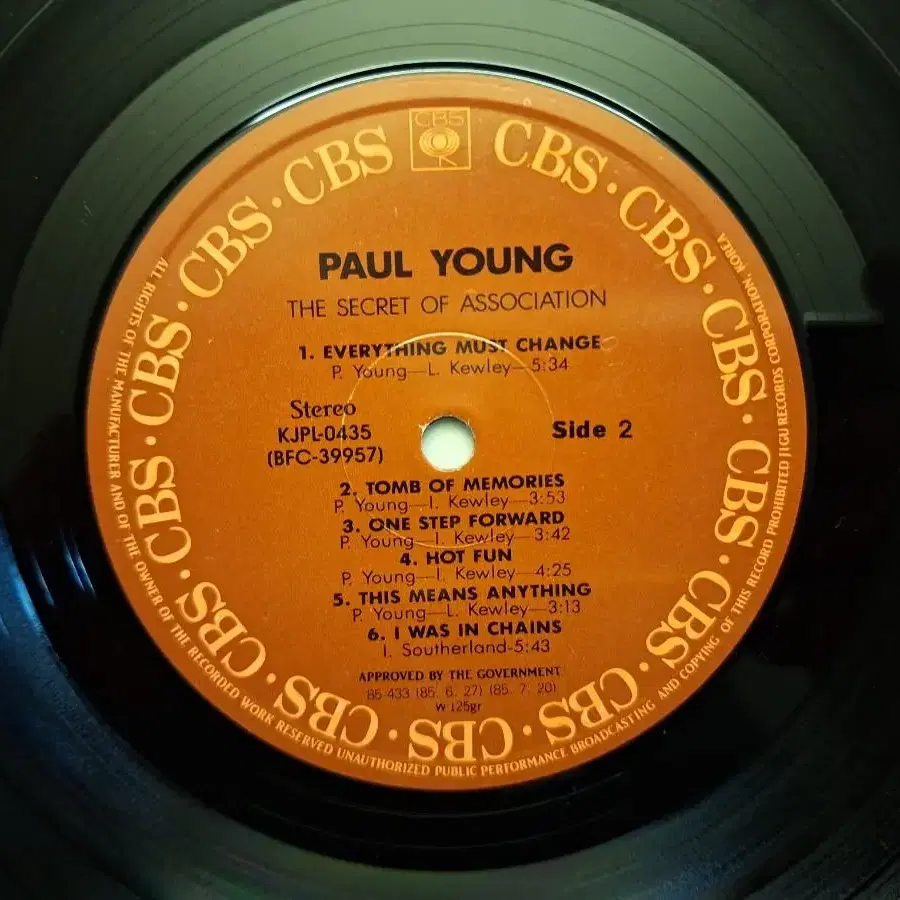 CBS
CBS · CBS · CBS · CBS · CBS · CBS · CBS · CBS · CBS · CBS · CBS · CBS · CBS · CBS
PAUL YOUNG
THE SECRET OF ASSOCIATION
1. EVERYTHING MUST CHANGE
P. Young—L. Kewley—5:34
Stereo
KJPL-0435
(BFC-39957)
Side 2
2. TOMB OF MEMORIES
P. Young—I. Kewley—3:53
3. ONE STEP FORWARD
P. Young—I. Kewley—3:42
4. HOT FUN
P. Young—I. Kewley—4:25
5. THIS MEANS ANYTHING
P. Young—L. Kewley—3:13
6. I WAS IN CHAINS
I. Southerland-5:43
APPROVED BY THE GOVERNMENT
85-433 (85. 6. 27) (85. 7. 20)
W 125gr
ALL RIGHTS OF THE MANUFACTURER AND OF THE OWNER OF THE RECORDED WORK RESERVED UNAUTHORIZED PUBLIC PERFORMANCE BROADCASTING AND COPYING OF THIS RECORD PROHIBITED JIGU RECORDS CORPORATION, KOREA